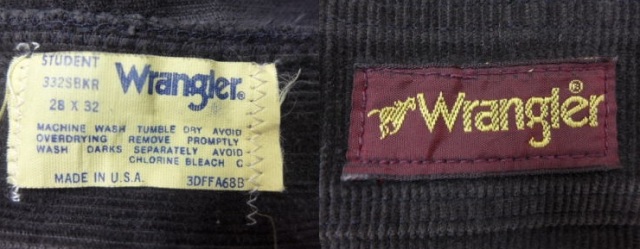 STUDENT
332SBKR
28 X 32
Wrangler®
MACHINE WASH TUMBLE DRY AVOID
OVERDRYING REMOVE PROMPTLY
WASH DARKS SEPARATELY AVOID
CHLORINE BLEACH C
MADE IN U.S.A. 3DFFA68B
Wrangler®